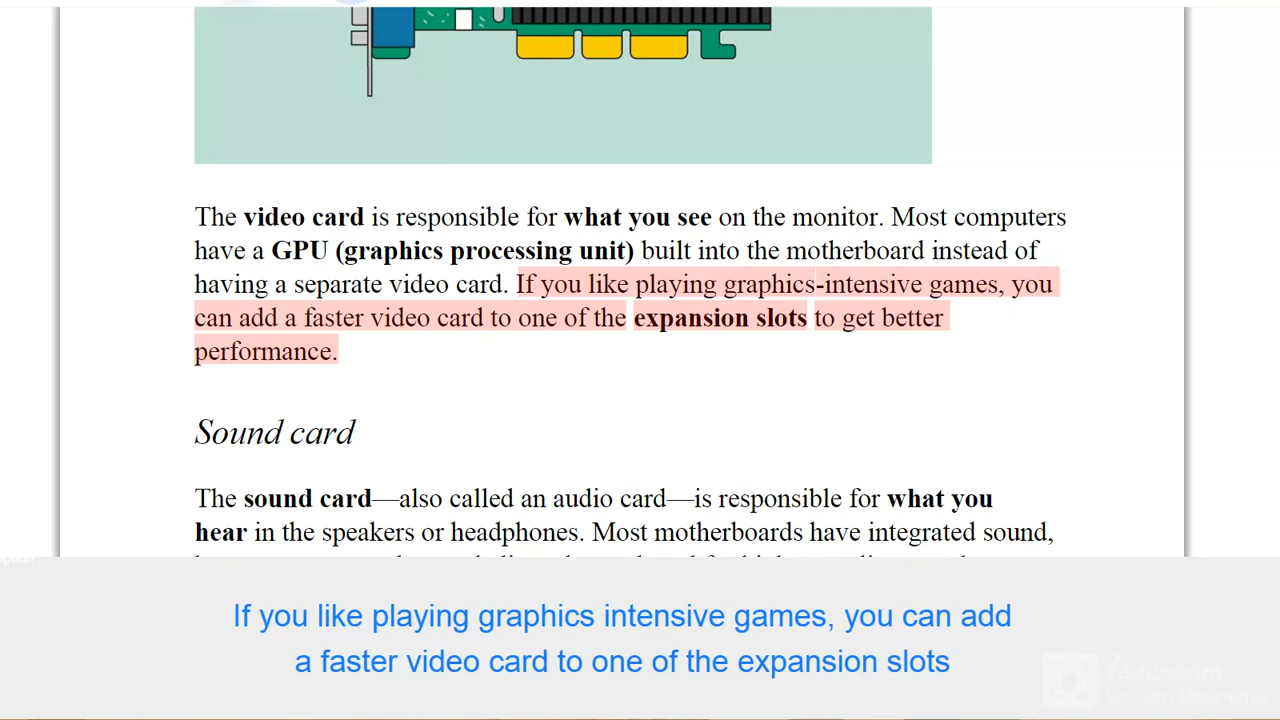 The video card is responsible for what you see on the monitor. Most computers
have a GPU (graphics processing unit) built into the motherboard instead of
having a separate video card. If you like playing graphics-intensive games, you
can add a faster video card to one of the expansion slots to get better
performance.
Sound card
The sound card—also called an audio card—is responsible for what you
hear in the speakers or headphones. Most motherboards have integrated sound,
If you like playing graphics intensive games, you can add
a faster video card to one of the expansion slots